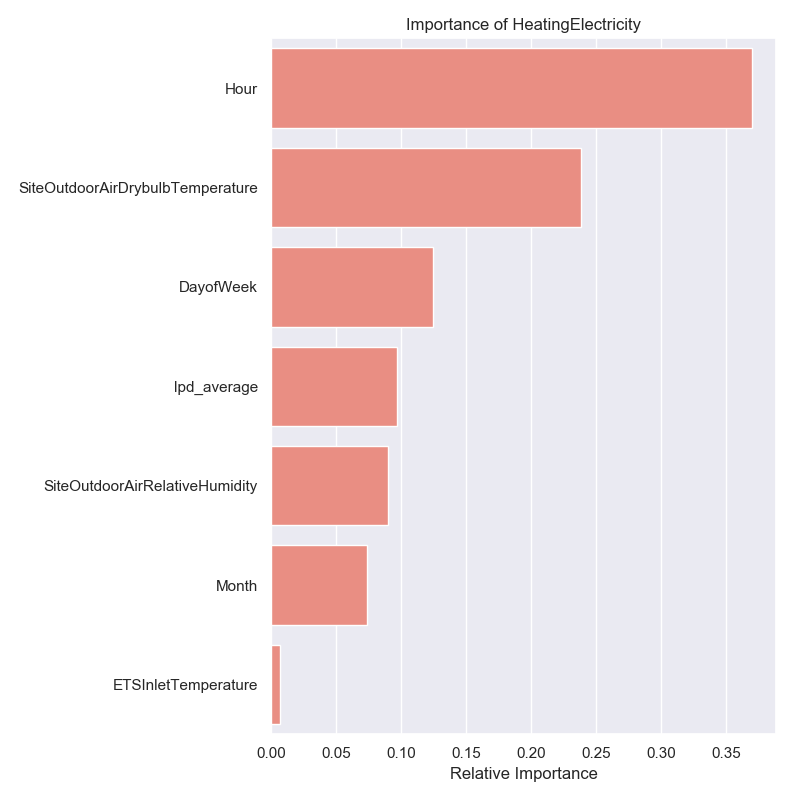 Importance of HeatingElectricity
Hour
SiteOutdoorAirDrybulbTemperature
DayofWeek
lpd_average
SiteOutdoorAirRelativeHumidity
Month
ETSInletTemperature
0.00 0.05 0.10 0.15 0.20 0.25 0.30 0.35
Relative Importance